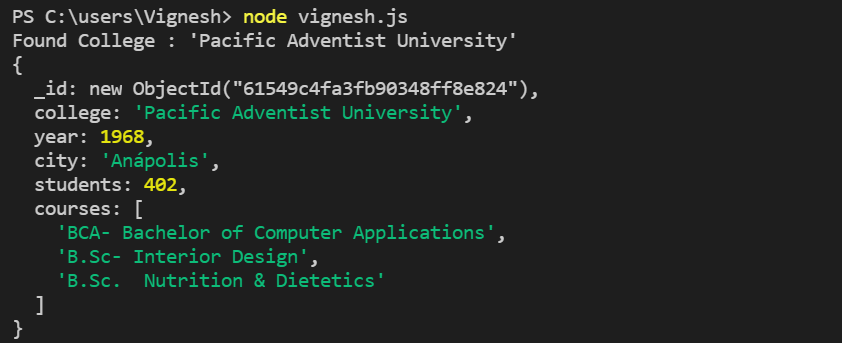 PS C:\users\Vignesh> node vignesh.js
Found College : 'Pacific Adventist University'
{
  _id: new ObjectId("61549c4fa3fb90348ff8e824"),
  college: 'Pacific Adventist University',
  year: 1968,
  city: 'Anápolis',
  students: 402,
  courses: [
    'BCA- Bachelor of Computer Applications',
    'B.Sc- Interior Design',
    'B.Sc.  Nutrition & Dietetics'
  ]
}